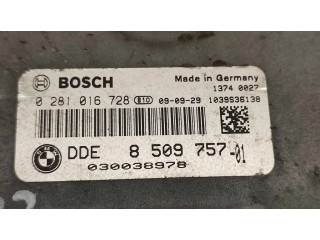 BOSCH
Made in Germany
1374 0027
0 281 016 728 B10 09-09-29 1039S36138
DDE 8 509 757-01
030038978